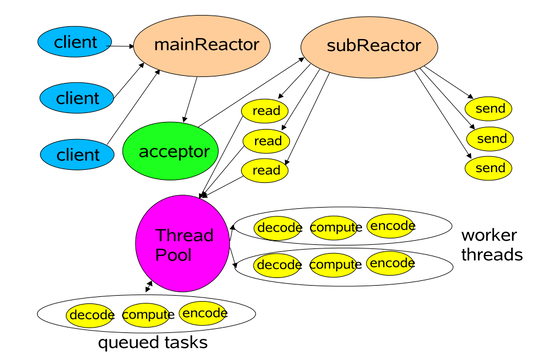 client
mainReactor
subReactor
client
read
send
client
acceptor
read
send
read
send
Thread
Pool
decode compute encode
worker
threads
decode compute encode
decode compute encode
queued tasks